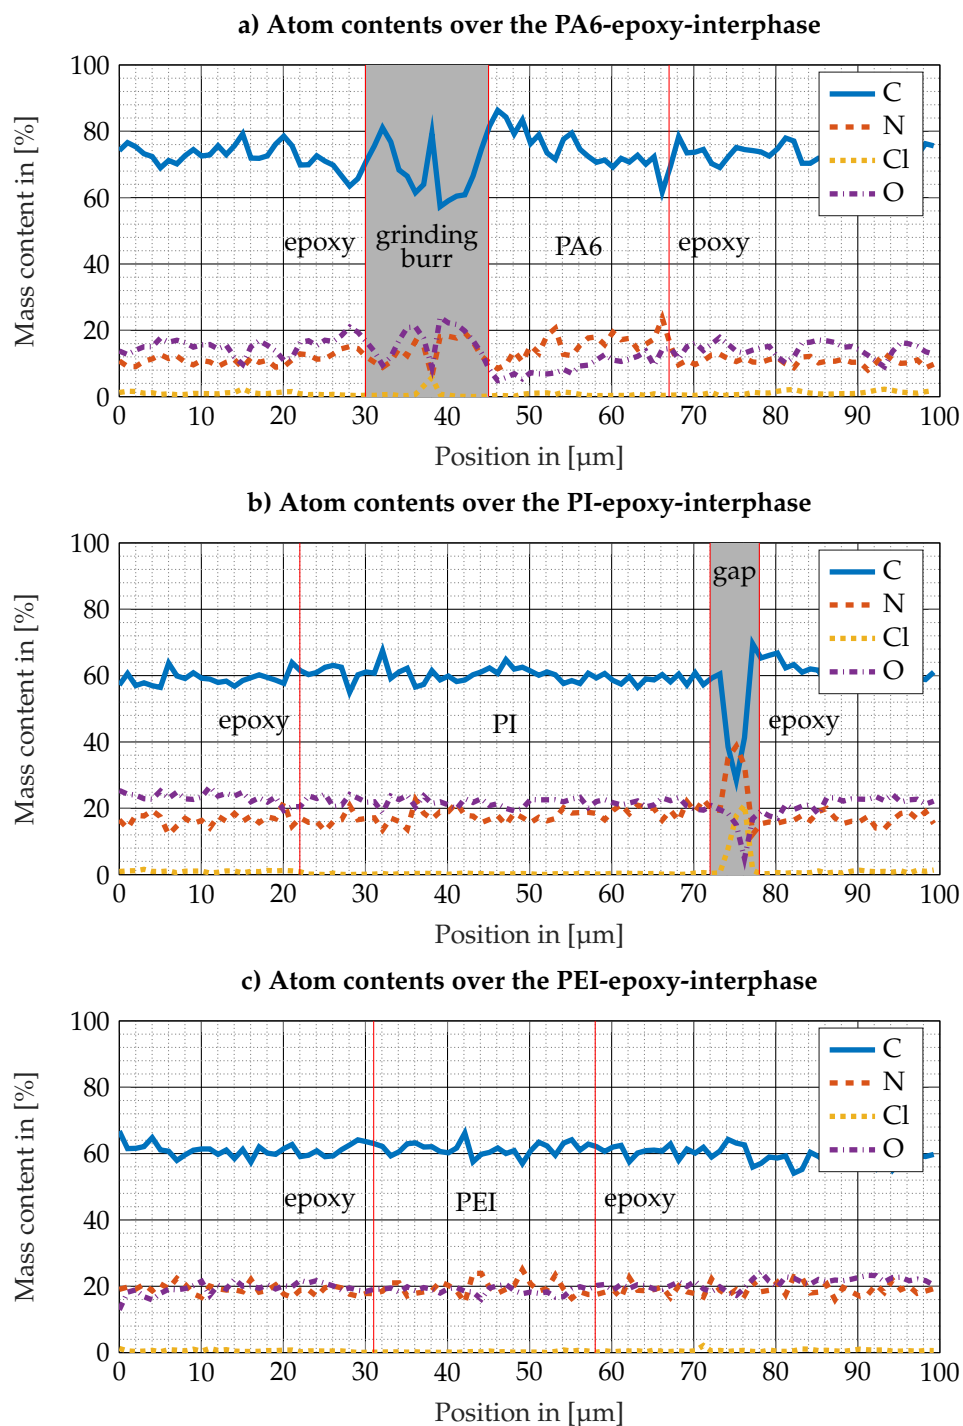 a) Atom contents over the PA6-epoxy-interphase
Mass content in [%]
100
80
60
40
20
0
C
N
Cl
O
epoxy
grinding
burr
PA6
epoxy
0 10 20 30 40 50 60 70 80 90 100
Position in [µm]
b) Atom contents over the PI-epoxy-interphase
Mass content in [%]
100
80
60
40
20
0
gap
C
N
Cl
O
epoxy
PI
epoxy
0 10 20 30 40 50 60 70 80 90 100
Position in [µm]
c) Atom contents over the PEI-epoxy-interphase
Mass content in [%]
100
80
60
40
20
0
C
N
Cl
O
epoxy
PEI
epoxy
0 10 20 30 40 50 60 70 80 90 100
Position in [µm]